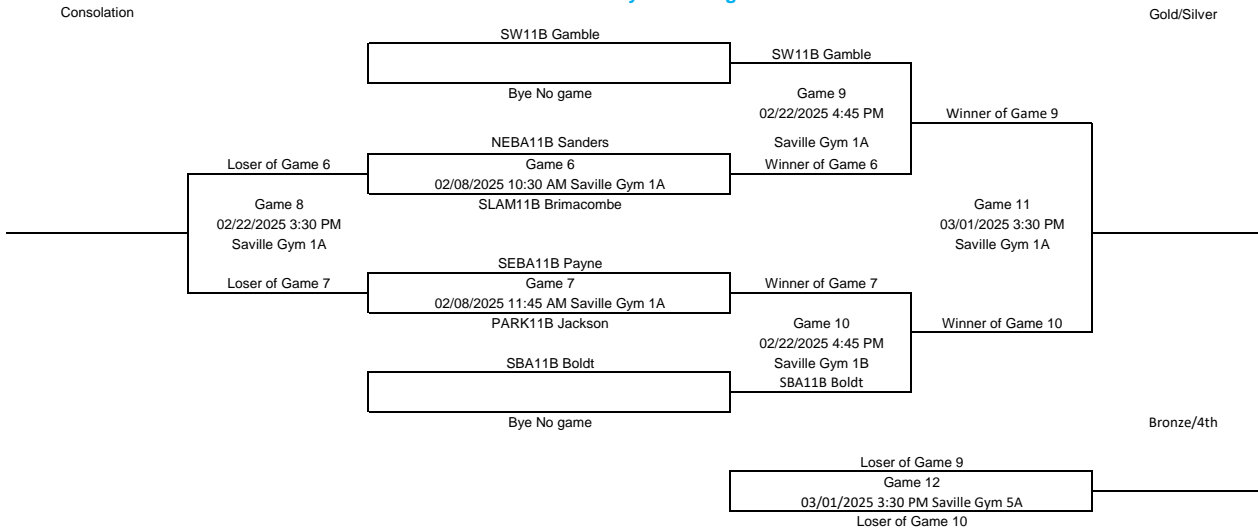 Consolation
Gold/Silver
SW11B Gamble
SW11B Gamble
Bye No game
Game 9
02/22/2025 4:45 PM
Winner of Game 9
NEBA11B Sanders
Saville Gym 1A
Loser of Game 6
Game 6
Winner of Game 6
02/08/2025 10:30 AM Saville Gym 1A
Game 8
SLAM11B Brimacombe
Game 11
02/22/2025 3:30 PM
03/01/2025 3:30 PM
Saville Gym 1A
Saville Gym 1A
SEBA11B Payne
Loser of Game 7
Game 7
Winner of Game 7
02/08/2025 11:45 AM Saville Gym 1A
PARK11B Jackson
Game 10
Winner of Game 10
02/22/2025 4:45 PM
SBA11B Boldt
Saville Gym 1B
SBA11B Boldt
Bye No game
Bronze/4th
Loser of Game 9
Game 12
03/01/2025 3:30 PM Saville Gym 5A
Loser of Game 10